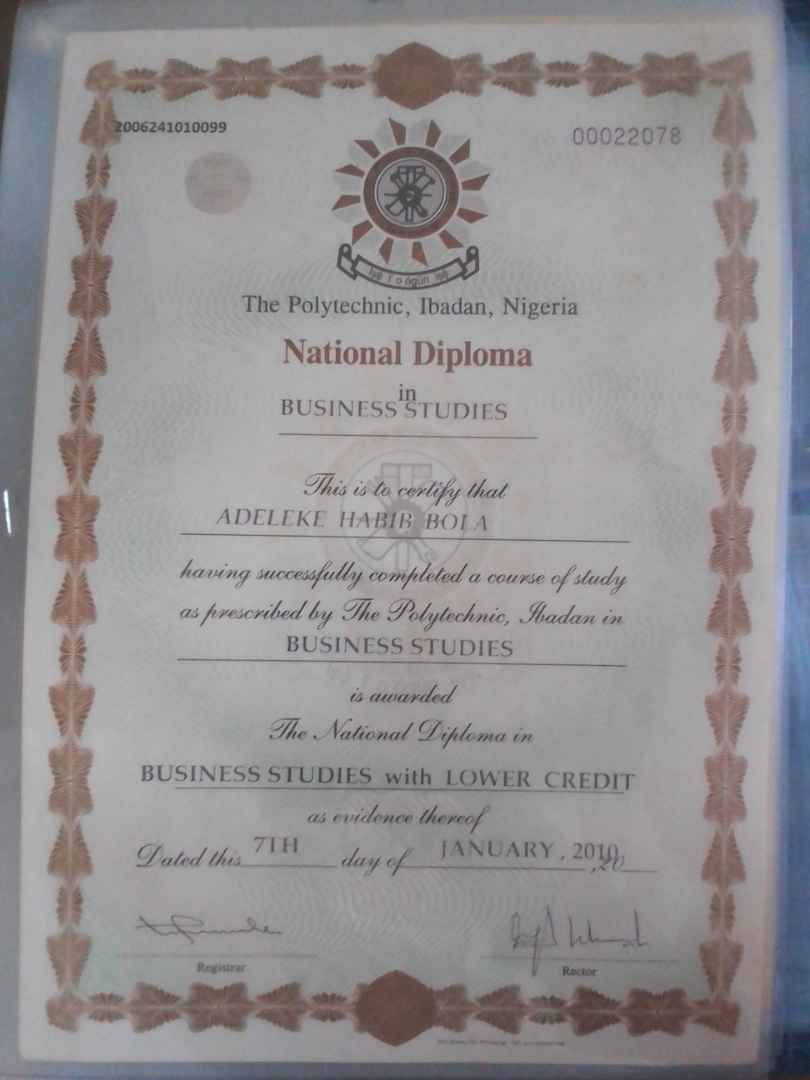 2006241010099
00022078
The Polytechnic, Ibadan, Nigeria
National Diploma
in
BUSINESS STUDIES
This is to certify that
ADELEKE HABIB BOLA
having successfully completed a course of study
as prescribed by The Polytechnic, Ibadan in
BUSINESS STUDIES
is awarded
The National Diploma in
BUSINESS STUDIES with LOWER CREDIT
as evidence thereof
Dated this 7TH day of JANUARY, 2010, 20
Registrar
Rector